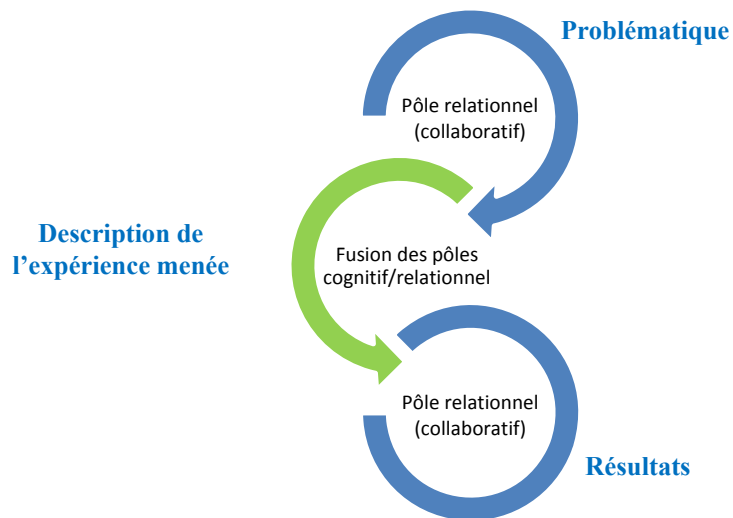 Problématique
Pôle relationnel
(collaboratif)
Description de
l’expérience menée
Fusion des pôles
cognitif/relationnel
Pôle relationnel
(collaboratif)
Résultats